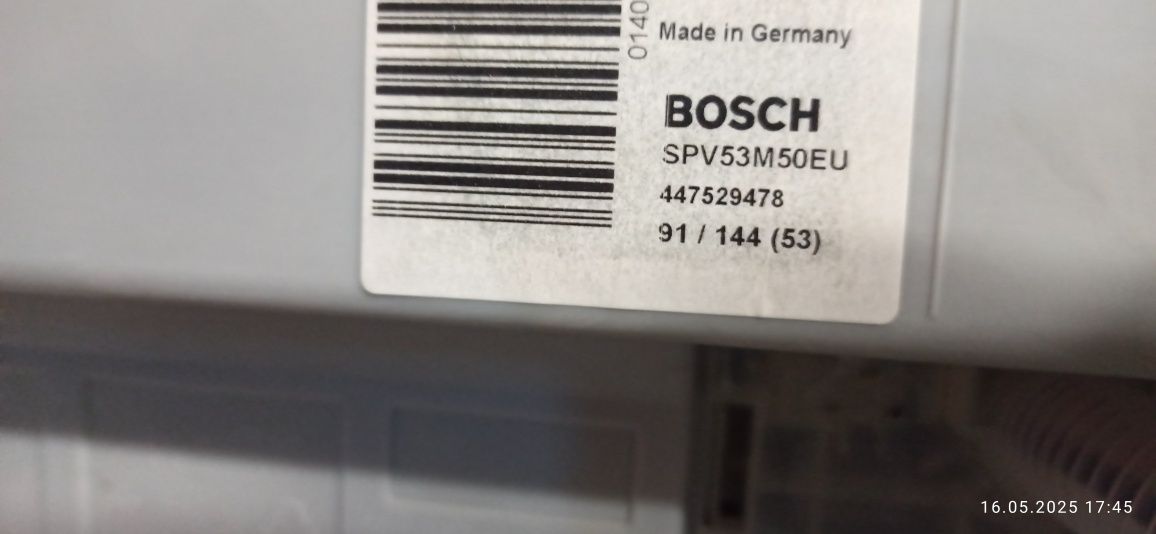 0140
Made in Germany
BOSCH
SPV53M50EU
447529478
91 / 144 (53)
16.05.2025 17:45